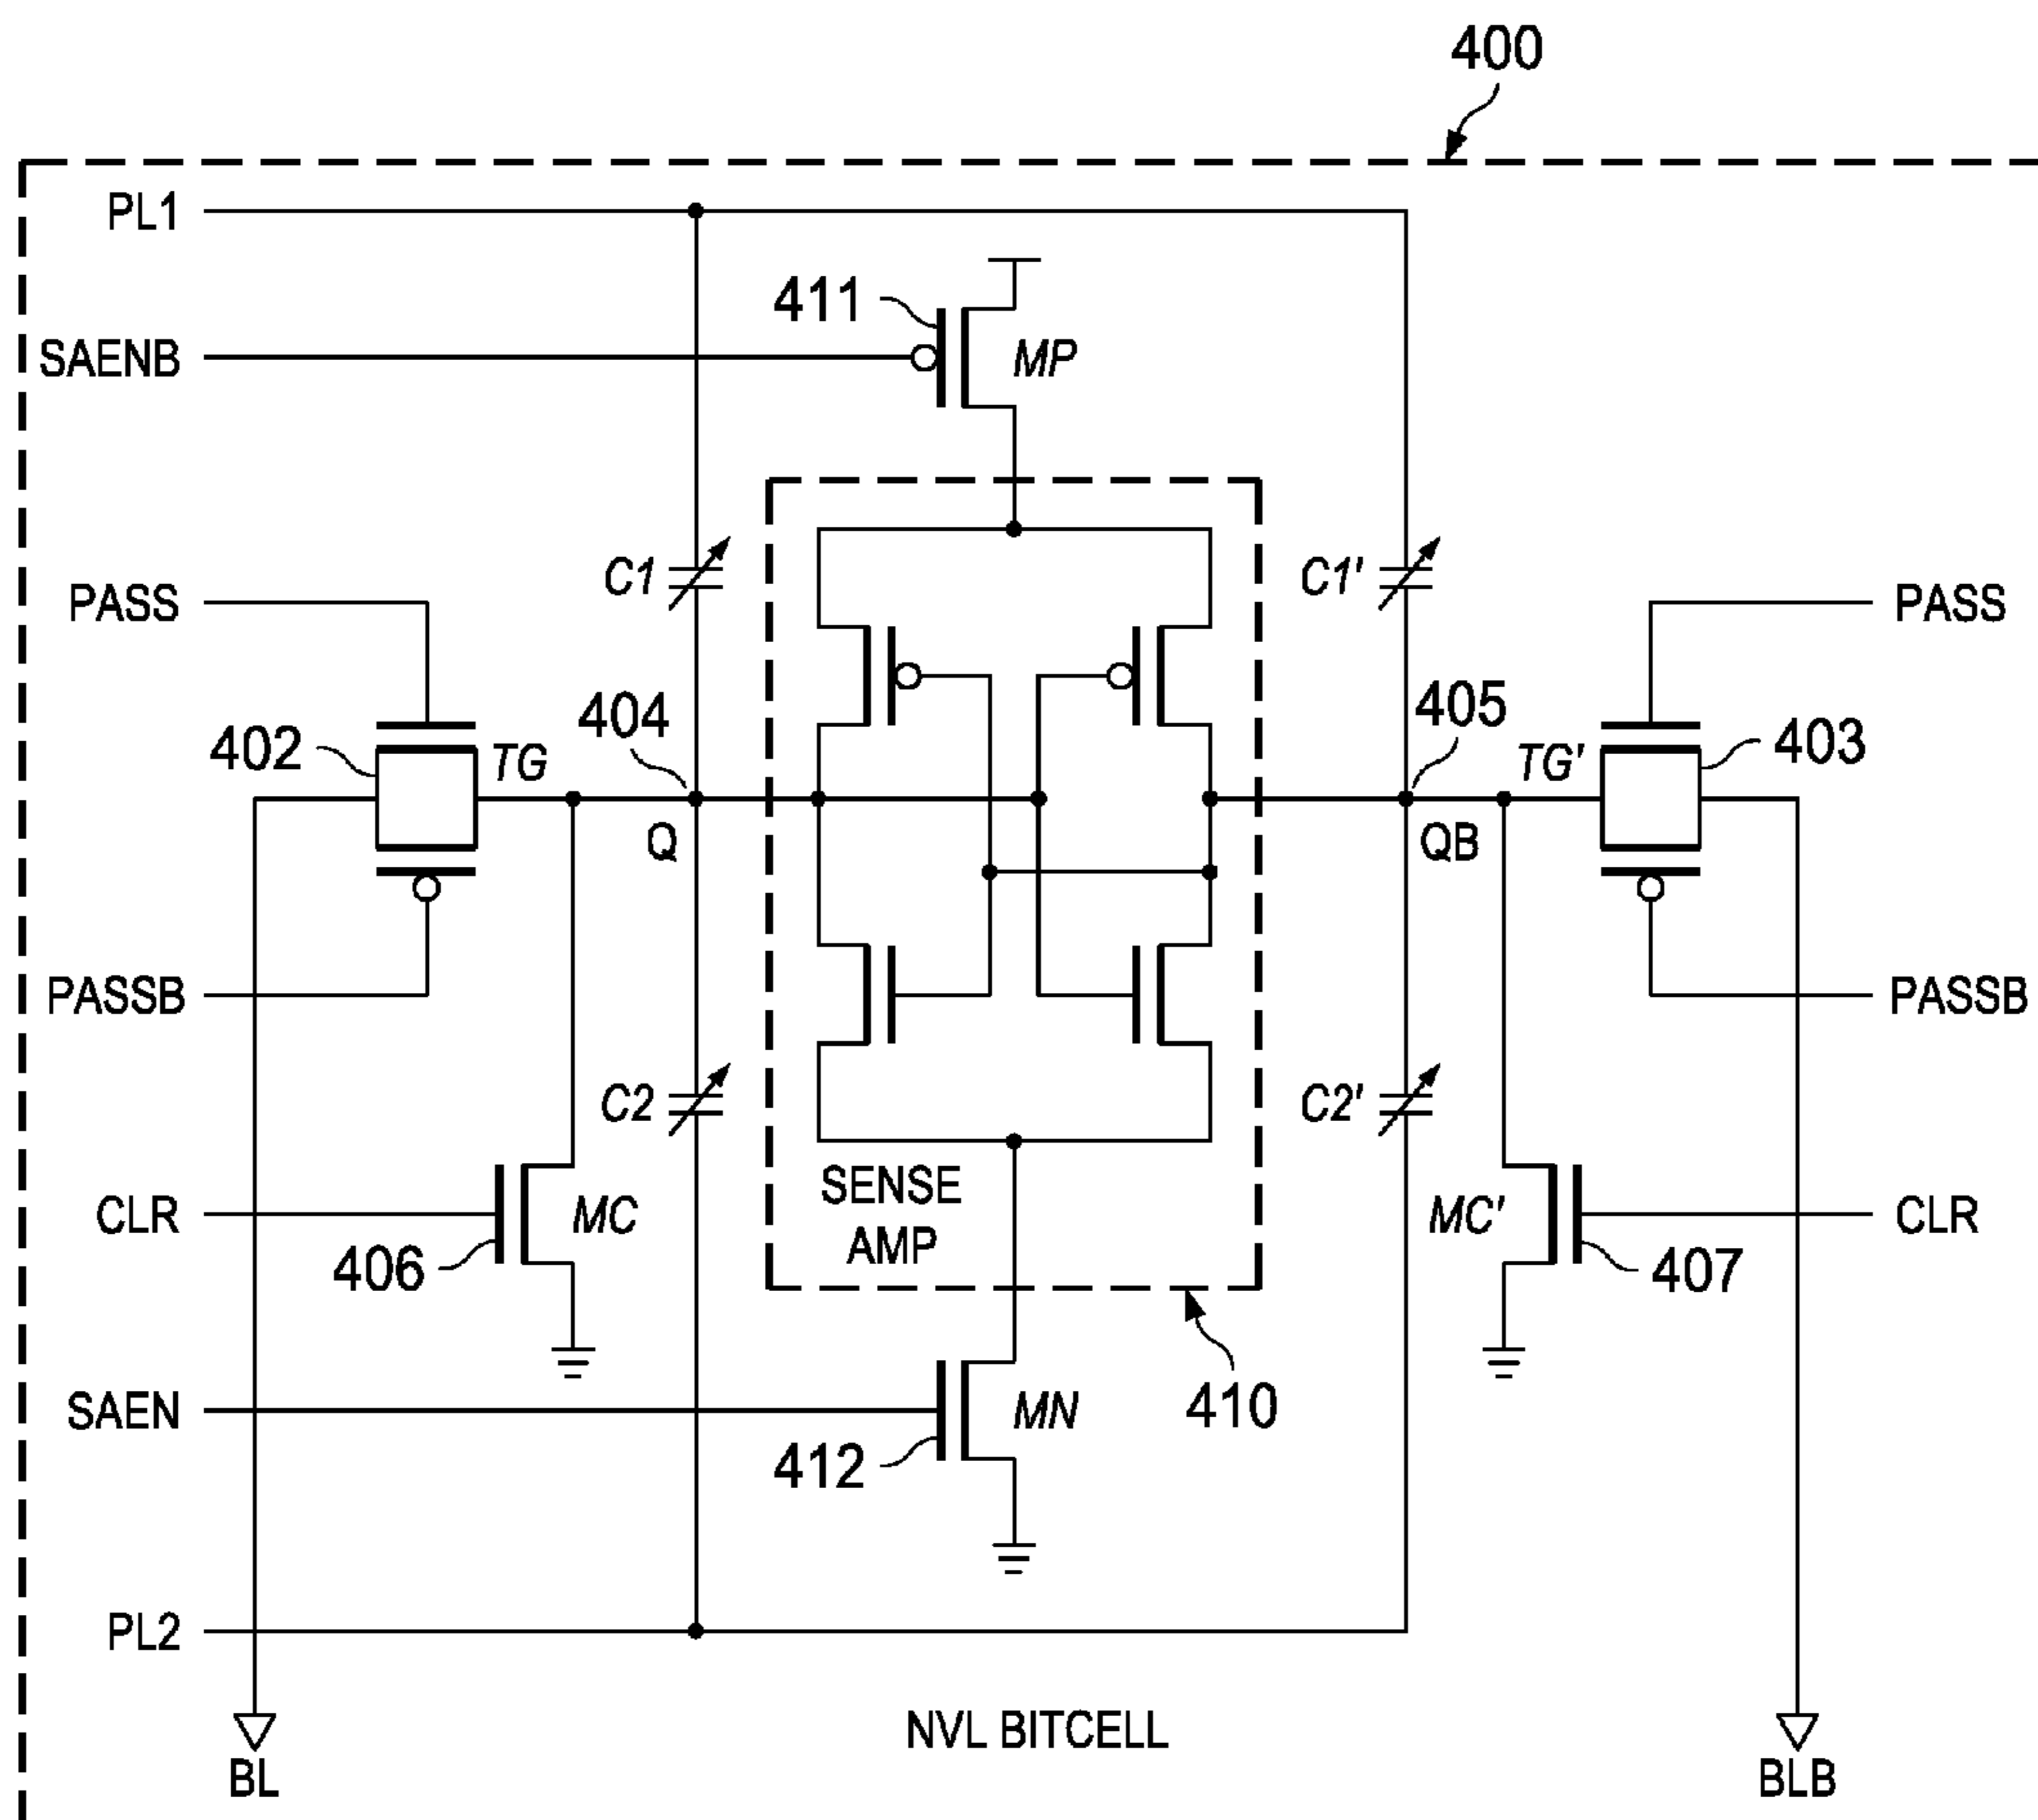 400
PL1
411
SAENB
MP
C1
C1'
PASS
PASS
404
405
402
TG
TG'
403
Q
QB
PASSB
PASSB
C2
C2'
SENSE
AMP
CLR
MC
MC'
CLR
406
407
SAEN
MN
410
412
PL2
NVL BITCELL
BL
BLB